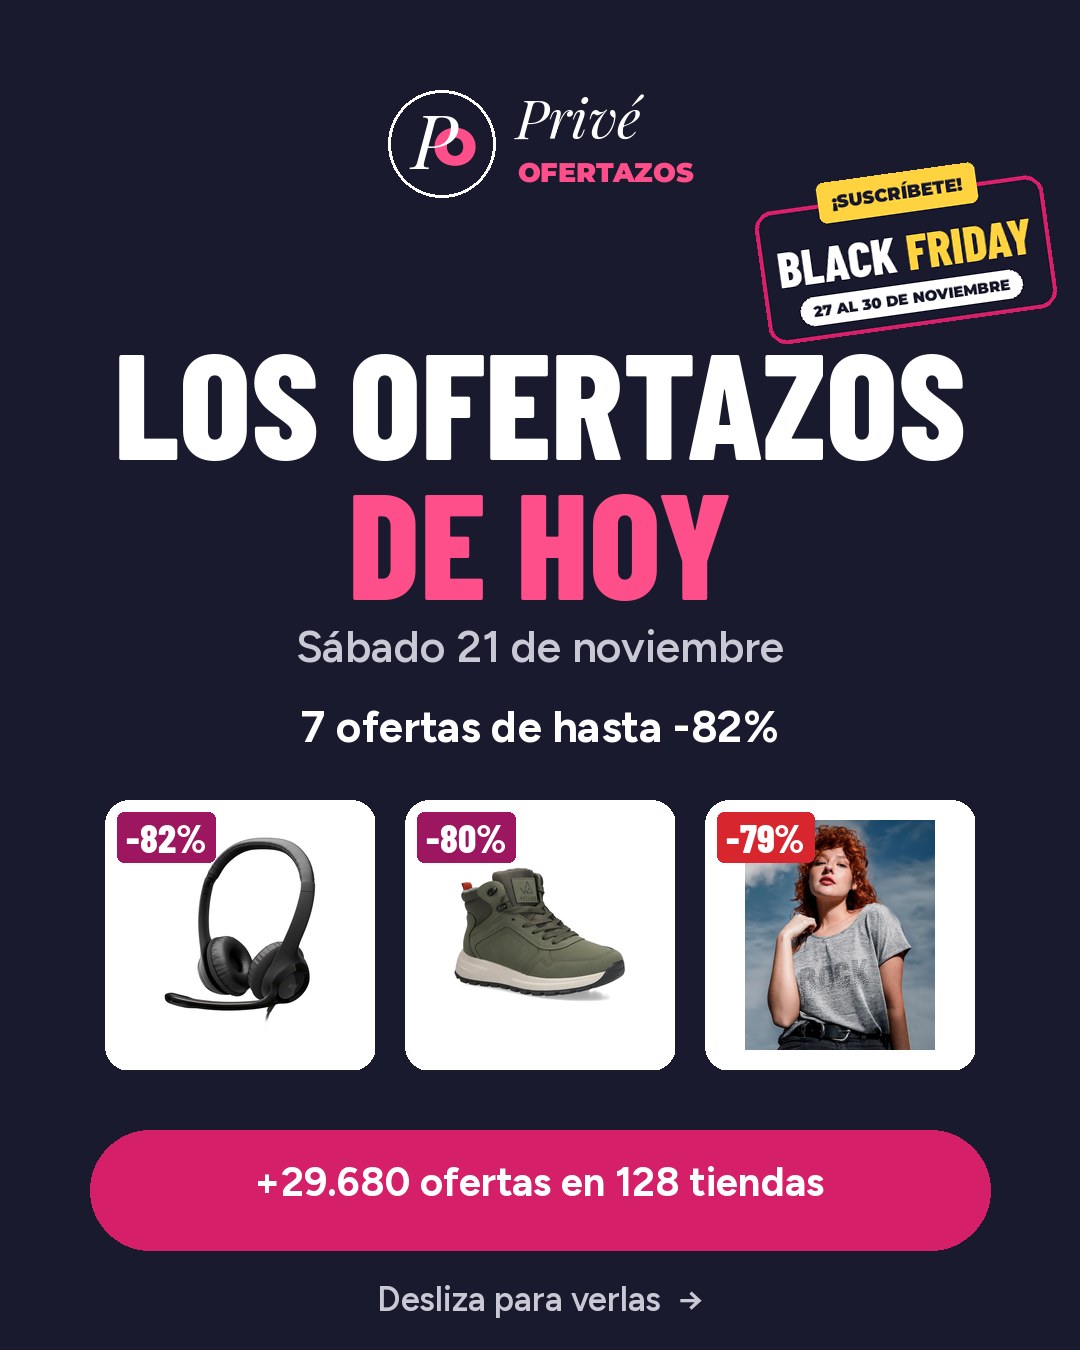 Privé
OFERTAZOS
¡SUSCRÍBETE!
BLACK FRIDAY
27 AL 30 DE NOVIEMBRE
LOS OFERTAZOS
DE HOY
Sábado 21 de noviembre
7 ofertas de hasta -82%
-82%
-80%
-79%
ROCK
+29.680 ofertas en 128 tiendas
Desliza para verlas →